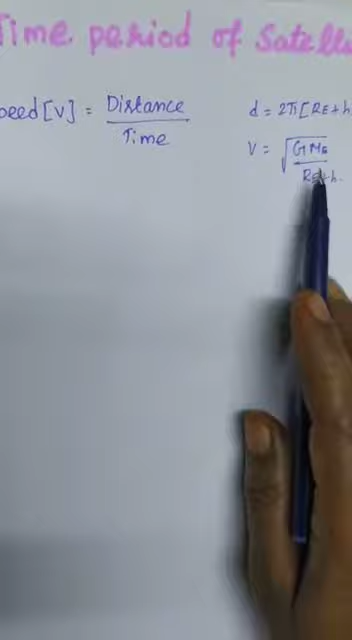 Time period of Satell
peed [V] = Distance / Time
d = 2π [RE + h
V = √ GME / RE + h.